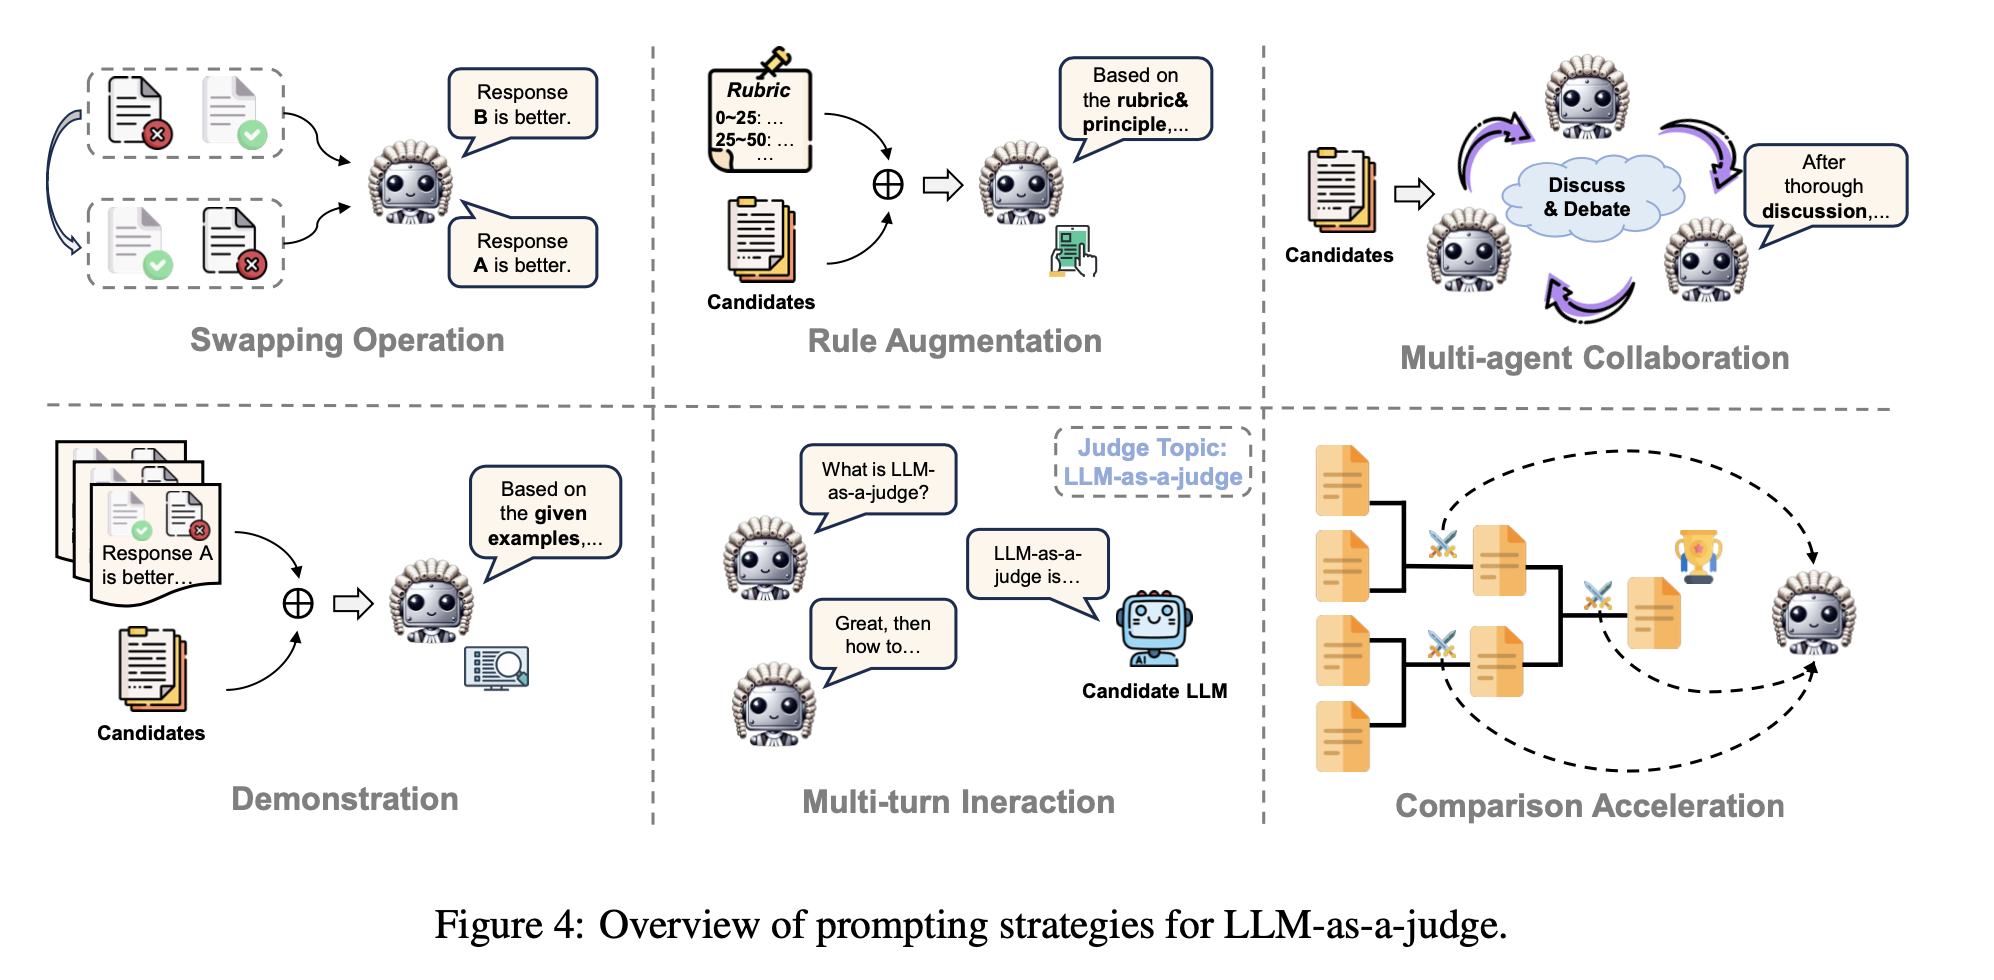 Response
B is better.
Response
A is better.
Swapping Operation
Rubric
0~25: ...
25~50: ...
...
Candidates
Based on
the rubric&
principle,...
Rule Augmentation
Candidates
Discuss
& Debate
After
thorough
discussion,...
Multi-agent Collaboration
Response A
is better...
Candidates
Based on
the given
examples,...
Demonstration
Judge Topic:
LLM-as-a-judge
What is LLM-
as-a-judge?
LLM-as-a-
judge is...
Great, then
how to...
AI
Candidate LLM
Multi-turn Ineraction
Comparison Acceleration
Figure 4: Overview of prompting strategies for LLM-as-a-judge.